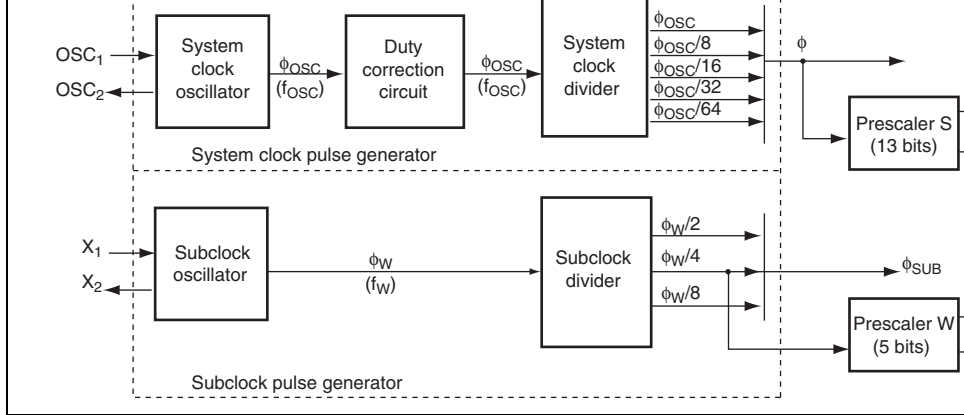 OSC1
OSC2
System
clock
oscillator
φOSC
(fOSC)
Duty
correction
circuit
φOSC
(fOSC)
System
clock
divider
φOSC
φOSC/8
φOSC/16
φOSC/32
φOSC/64
φ
Prescaler S
(13 bits)
System clock pulse generator
X1
X2
Subclock
oscillator
φW
(fW)
Subclock
divider
φW/2
φW/4
φW/8
φSUB
Prescaler W
(5 bits)
Subclock pulse generator